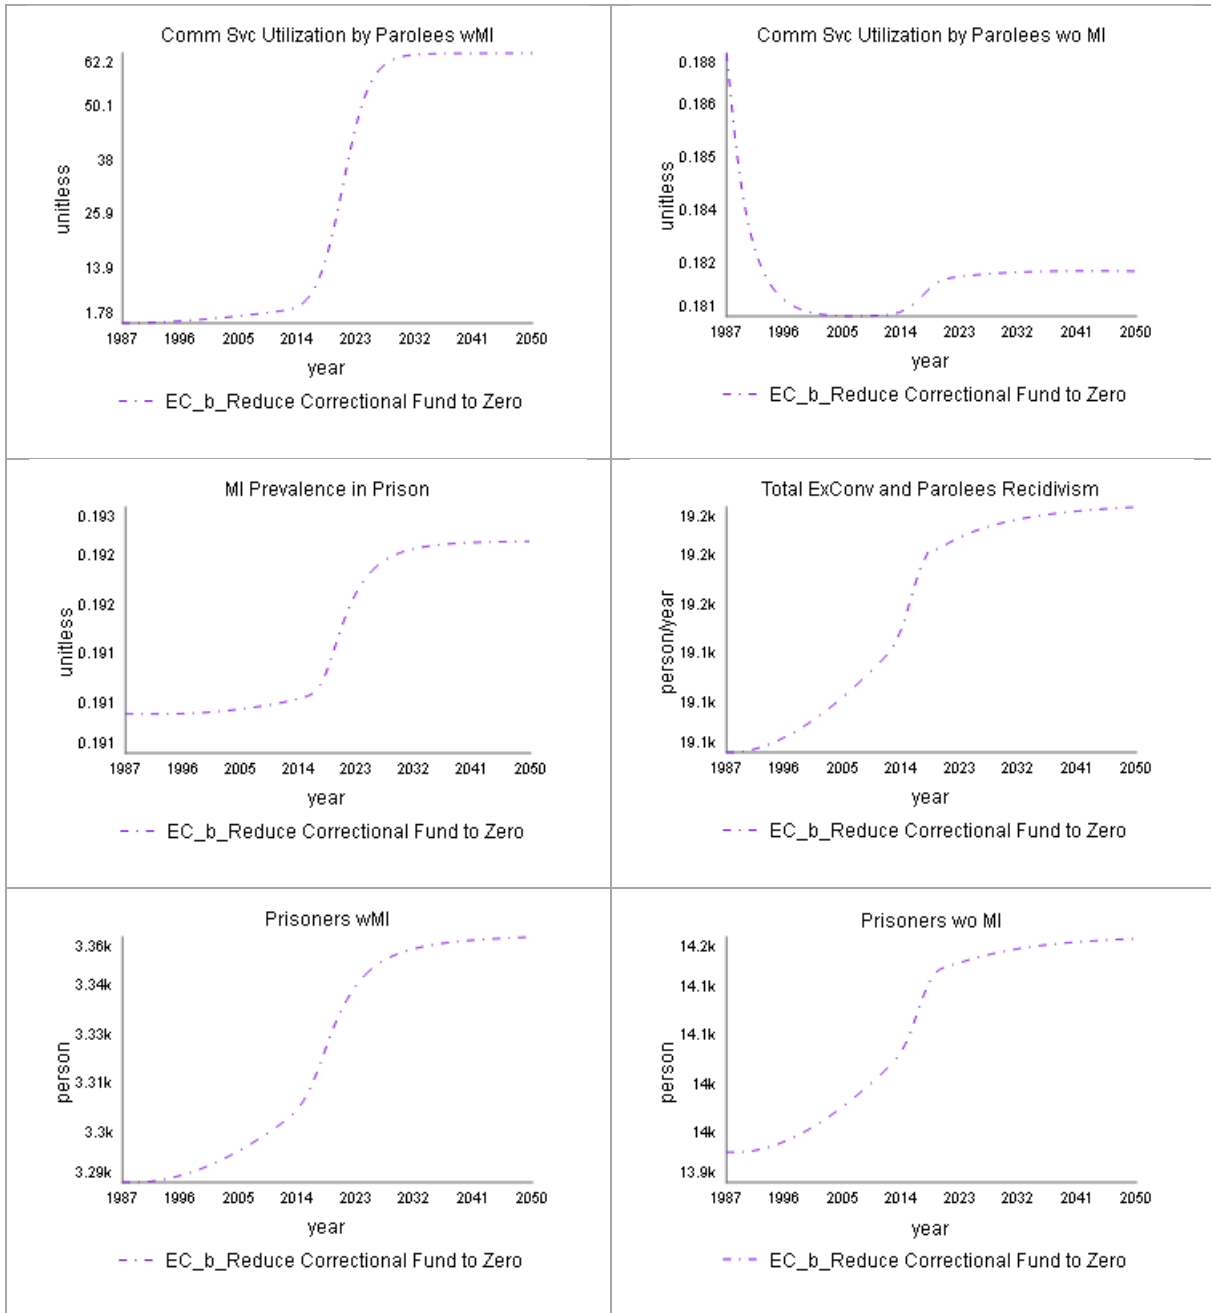 Comm Svc Utilization by Parolees wMI
62.2
50.1
38
25.9
13.9
1.78
unitless
1987 1996 2005 2014 2023 2032 2041 2050
year
EC_b_Reduce Correctional Fund to Zero
Comm Svc Utilization by Parolees wo MI
0.188
0.186
0.185
0.184
0.182
0.181
unitless
1987 1996 2005 2014 2023 2032 2041 2050
year
EC_b_Reduce Correctional Fund to Zero
MI Prevalence in Prison
0.193
0.192
0.192
0.191
0.191
0.191
unitless
1987 1996 2005 2014 2023 2032 2041 2050
year
EC_b_Reduce Correctional Fund to Zero
Total ExConv and Parolees Recidivism
19.2k
19.2k
19.2k
19.1k
19.1k
19.1k
person/year
1987 1996 2005 2014 2023 2032 2041 2050
year
EC_b_Reduce Correctional Fund to Zero
Prisoners wMI
3.36k
3.34k
3.33k
3.31k
3.3k
3.29k
person
1987 1996 2005 2014 2023 2032 2041 2050
year
EC_b_Reduce Correctional Fund to Zero
Prisoners wo MI
14.2k
14.1k
14.1k
14k
14k
13.9k
person
1987 1996 2005 2014 2023 2032 2041 2050
year
EC_b_Reduce Correctional Fund to Zero